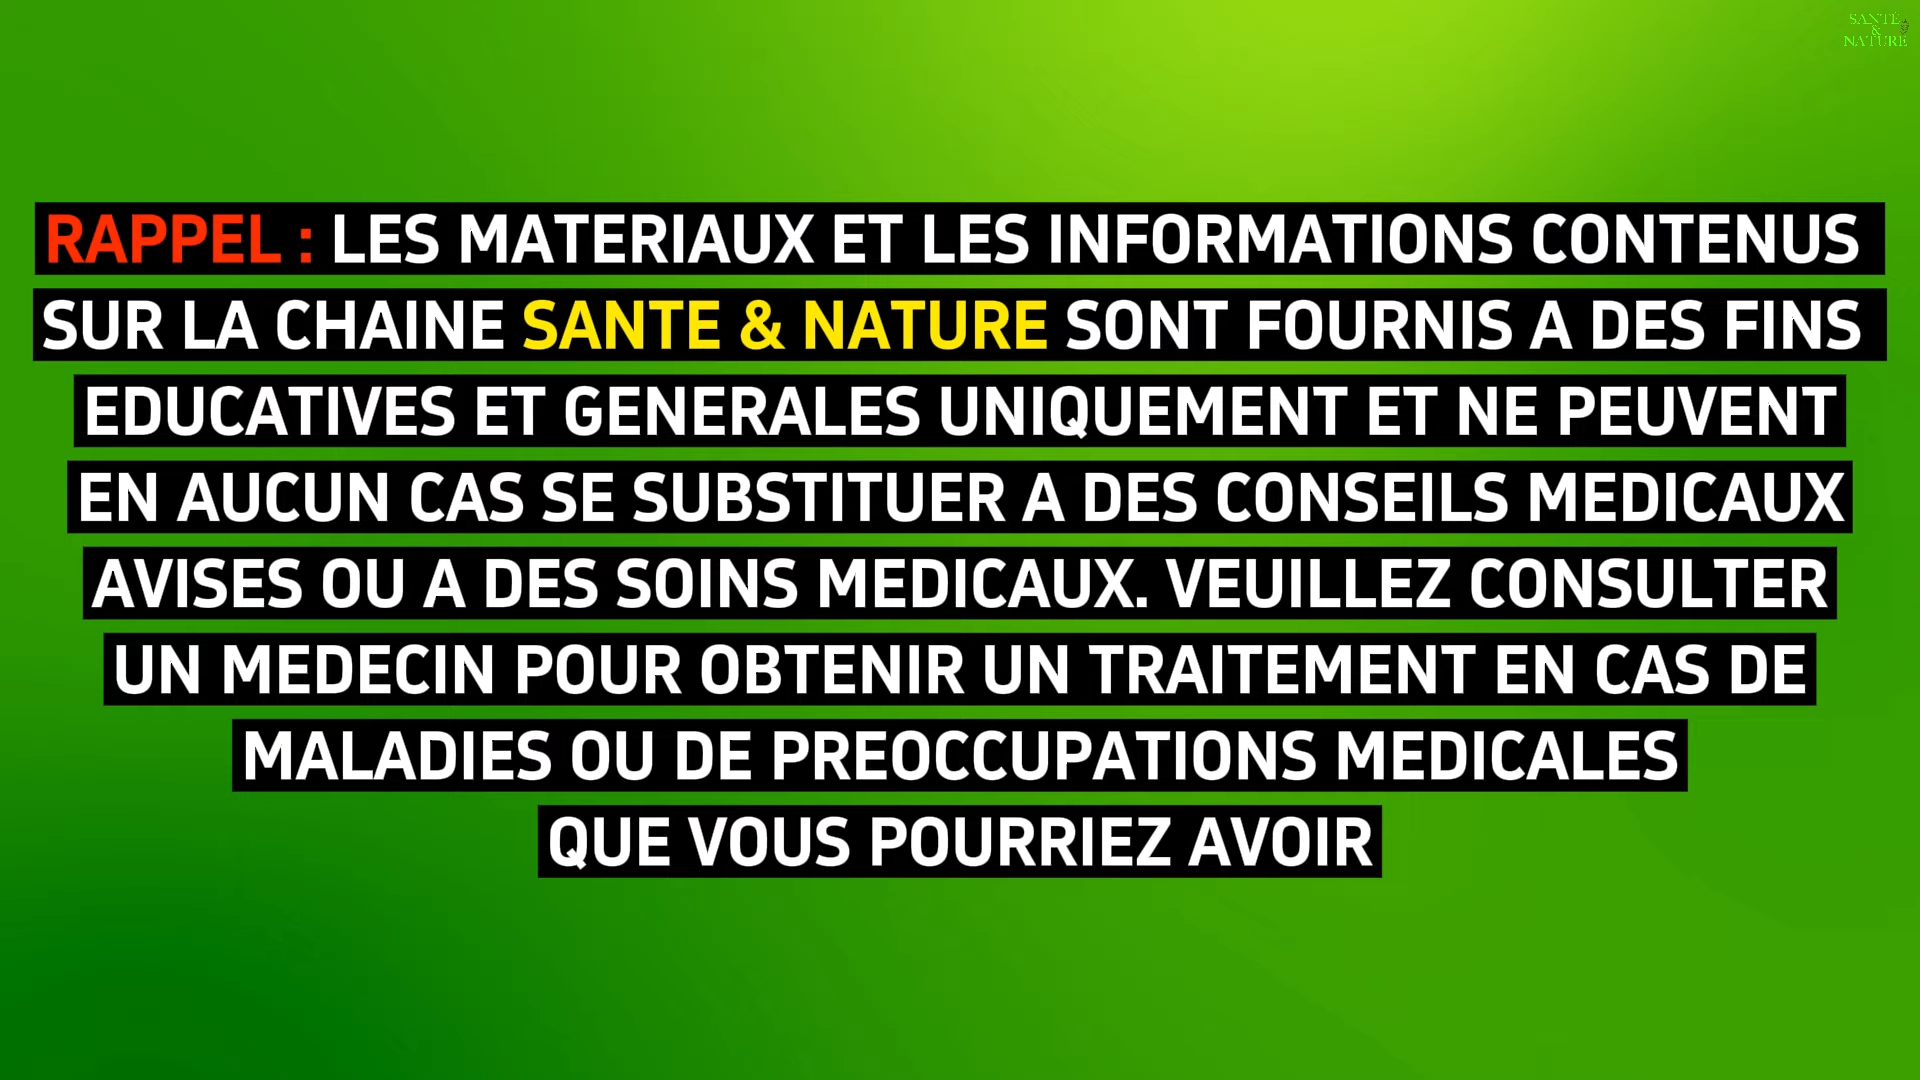 SANTÉ
&
NATURE
RAPPEL : LES MATERIAUX ET LES INFORMATIONS CONTENUS
SUR LA CHAINE SANTE & NATURE SONT FOURNIS A DES FINS
EDUCATIVES ET GENERALES UNIQUEMENT ET NE PEUVENT
EN AUCUN CAS SE SUBSTITUER A DES CONSEILS MEDICAUX
AVISES OU A DES SOINS MEDICAUX. VEUILLEZ CONSULTER
UN MEDECIN POUR OBTENIR UN TRAITEMENT EN CAS DE
MALADIES OU DE PREOCCUPATIONS MEDICALES
QUE VOUS POURRIEZ AVOIR